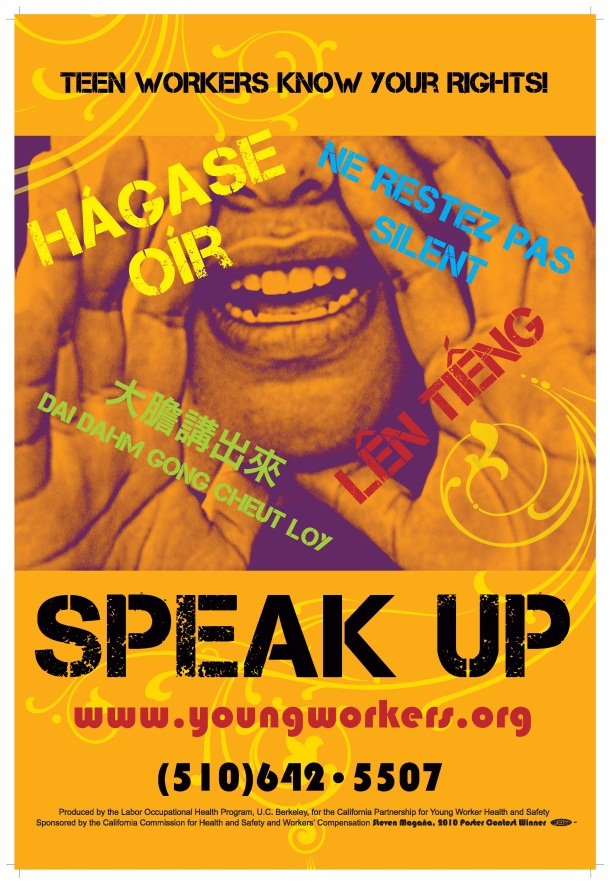 TEEN WORKERS KNOW YOUR RIGHTS!
HÁGASE
OÍR
NE RESTEZ PAS
SILENT
LÊN TIẾNG
大膽講出來
DAI DAHM GONG CHEUT LOY
SPEAK UP
www.youngworkers.org
(510)642•5507
Produced by the Labor Occupational Health Program, U.C. Berkeley, for the California Partnership for Young Worker Health and Safety
Sponsored by the California Commission for Health and Safety and Workers' Compensation Steven Magaña, 2010 Poster Contest Winner